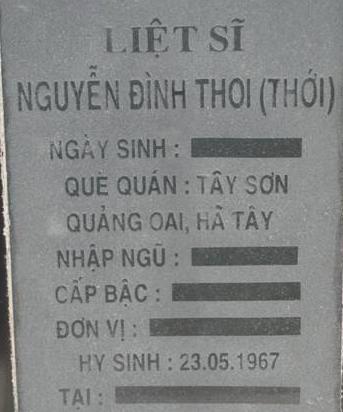 LIỆT SĨ
NGUYỄN ĐÌNH THOI (THỚI)
NGÀY SINH :
QUÊ QUÁN : TÂY SƠN
QUẢNG OAI, HÀ TÂY
NHẬP NGŨ :
CẤP BẬC :
ĐƠN VỊ :
HY SINH : 23.05.1967
TẠI :